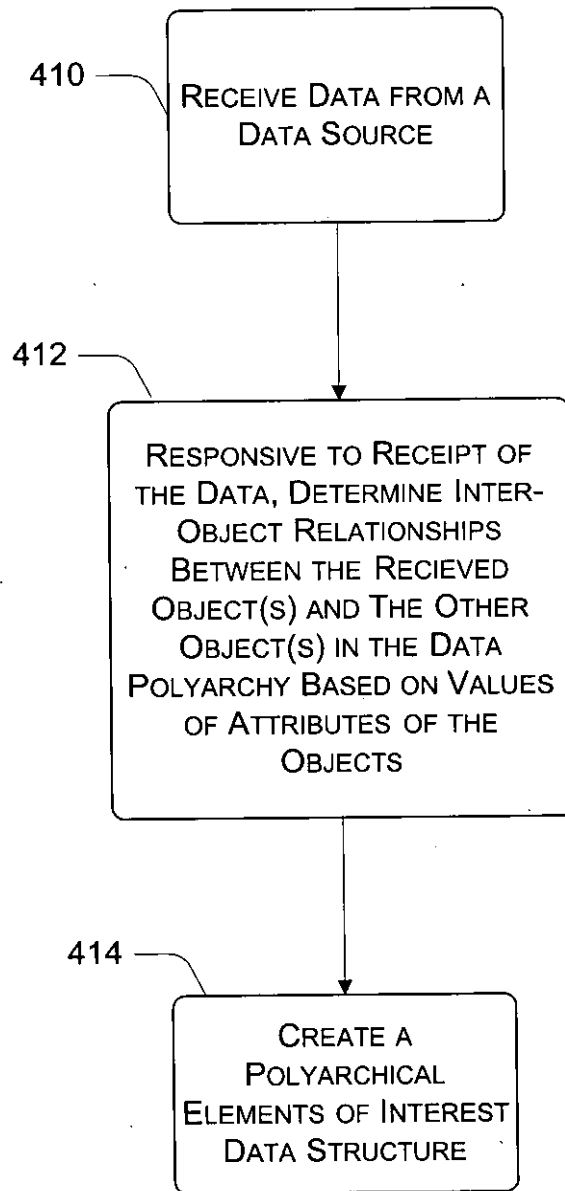 410
RECEIVE DATA FROM A
DATA SOURCE
412
RESPONSIVE TO RECEIPT OF
THE DATA, DETERMINE INTER-
OBJECT RELATIONSHIPS
BETWEEN THE RECIEVED
OBJECT(S) AND THE OTHER
OBJECT(S) IN THE DATA
POLYARCHY BASED ON VALUES
OF ATTRIBUTES OF THE
OBJECTS
414
CREATE A
POLYARCHICAL
ELEMENTS OF INTEREST
DATA STRUCTURE